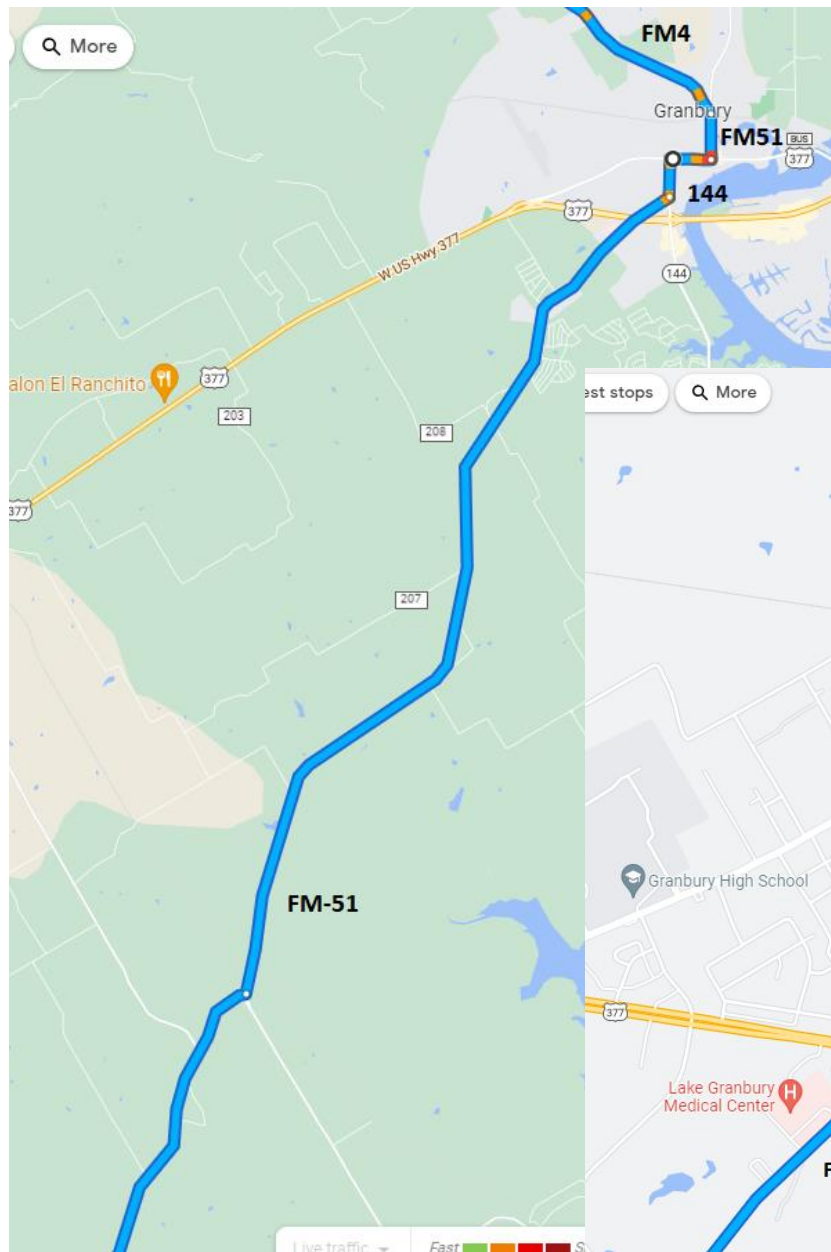 More
FM4
Granbury
FM51
BUS
377
144
377
W US Hwy 377
144
alon El Ranchito
377
203
est stops
More
208
377
207
Granbury High School
FM-51
377
Lake Granbury
Medical Center
H
F
Live traffic
Fast
S